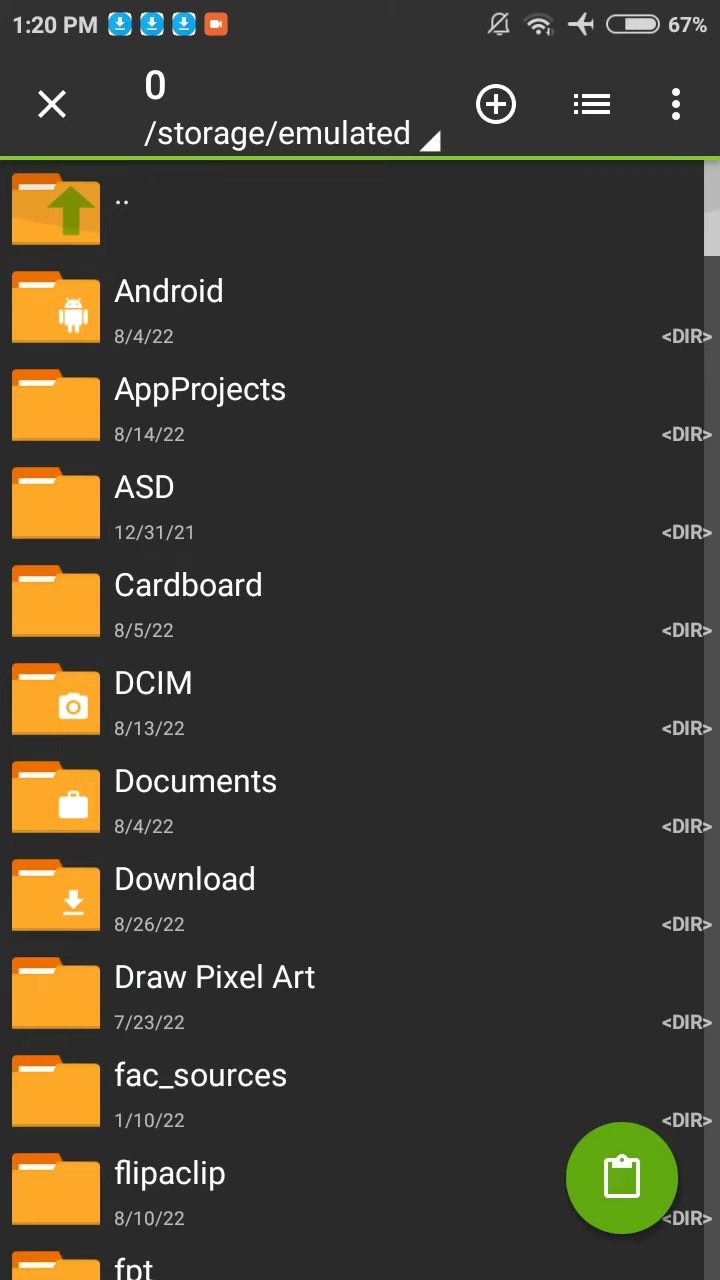 1:20 PM 67%
0
/storage/emulated
..
Android
8/4/22 <DIR>
AppProjects
8/14/22 <DIR>
ASD
12/31/21 <DIR>
Cardboard
8/5/22 <DIR>
DCIM
8/13/22 <DIR>
Documents
8/4/22 <DIR>
Download
8/26/22 <DIR>
Draw Pixel Art
7/23/22 <DIR>
fac_sources
1/10/22 <DIR>
flipaclip
8/10/22 <DIR>
fpt